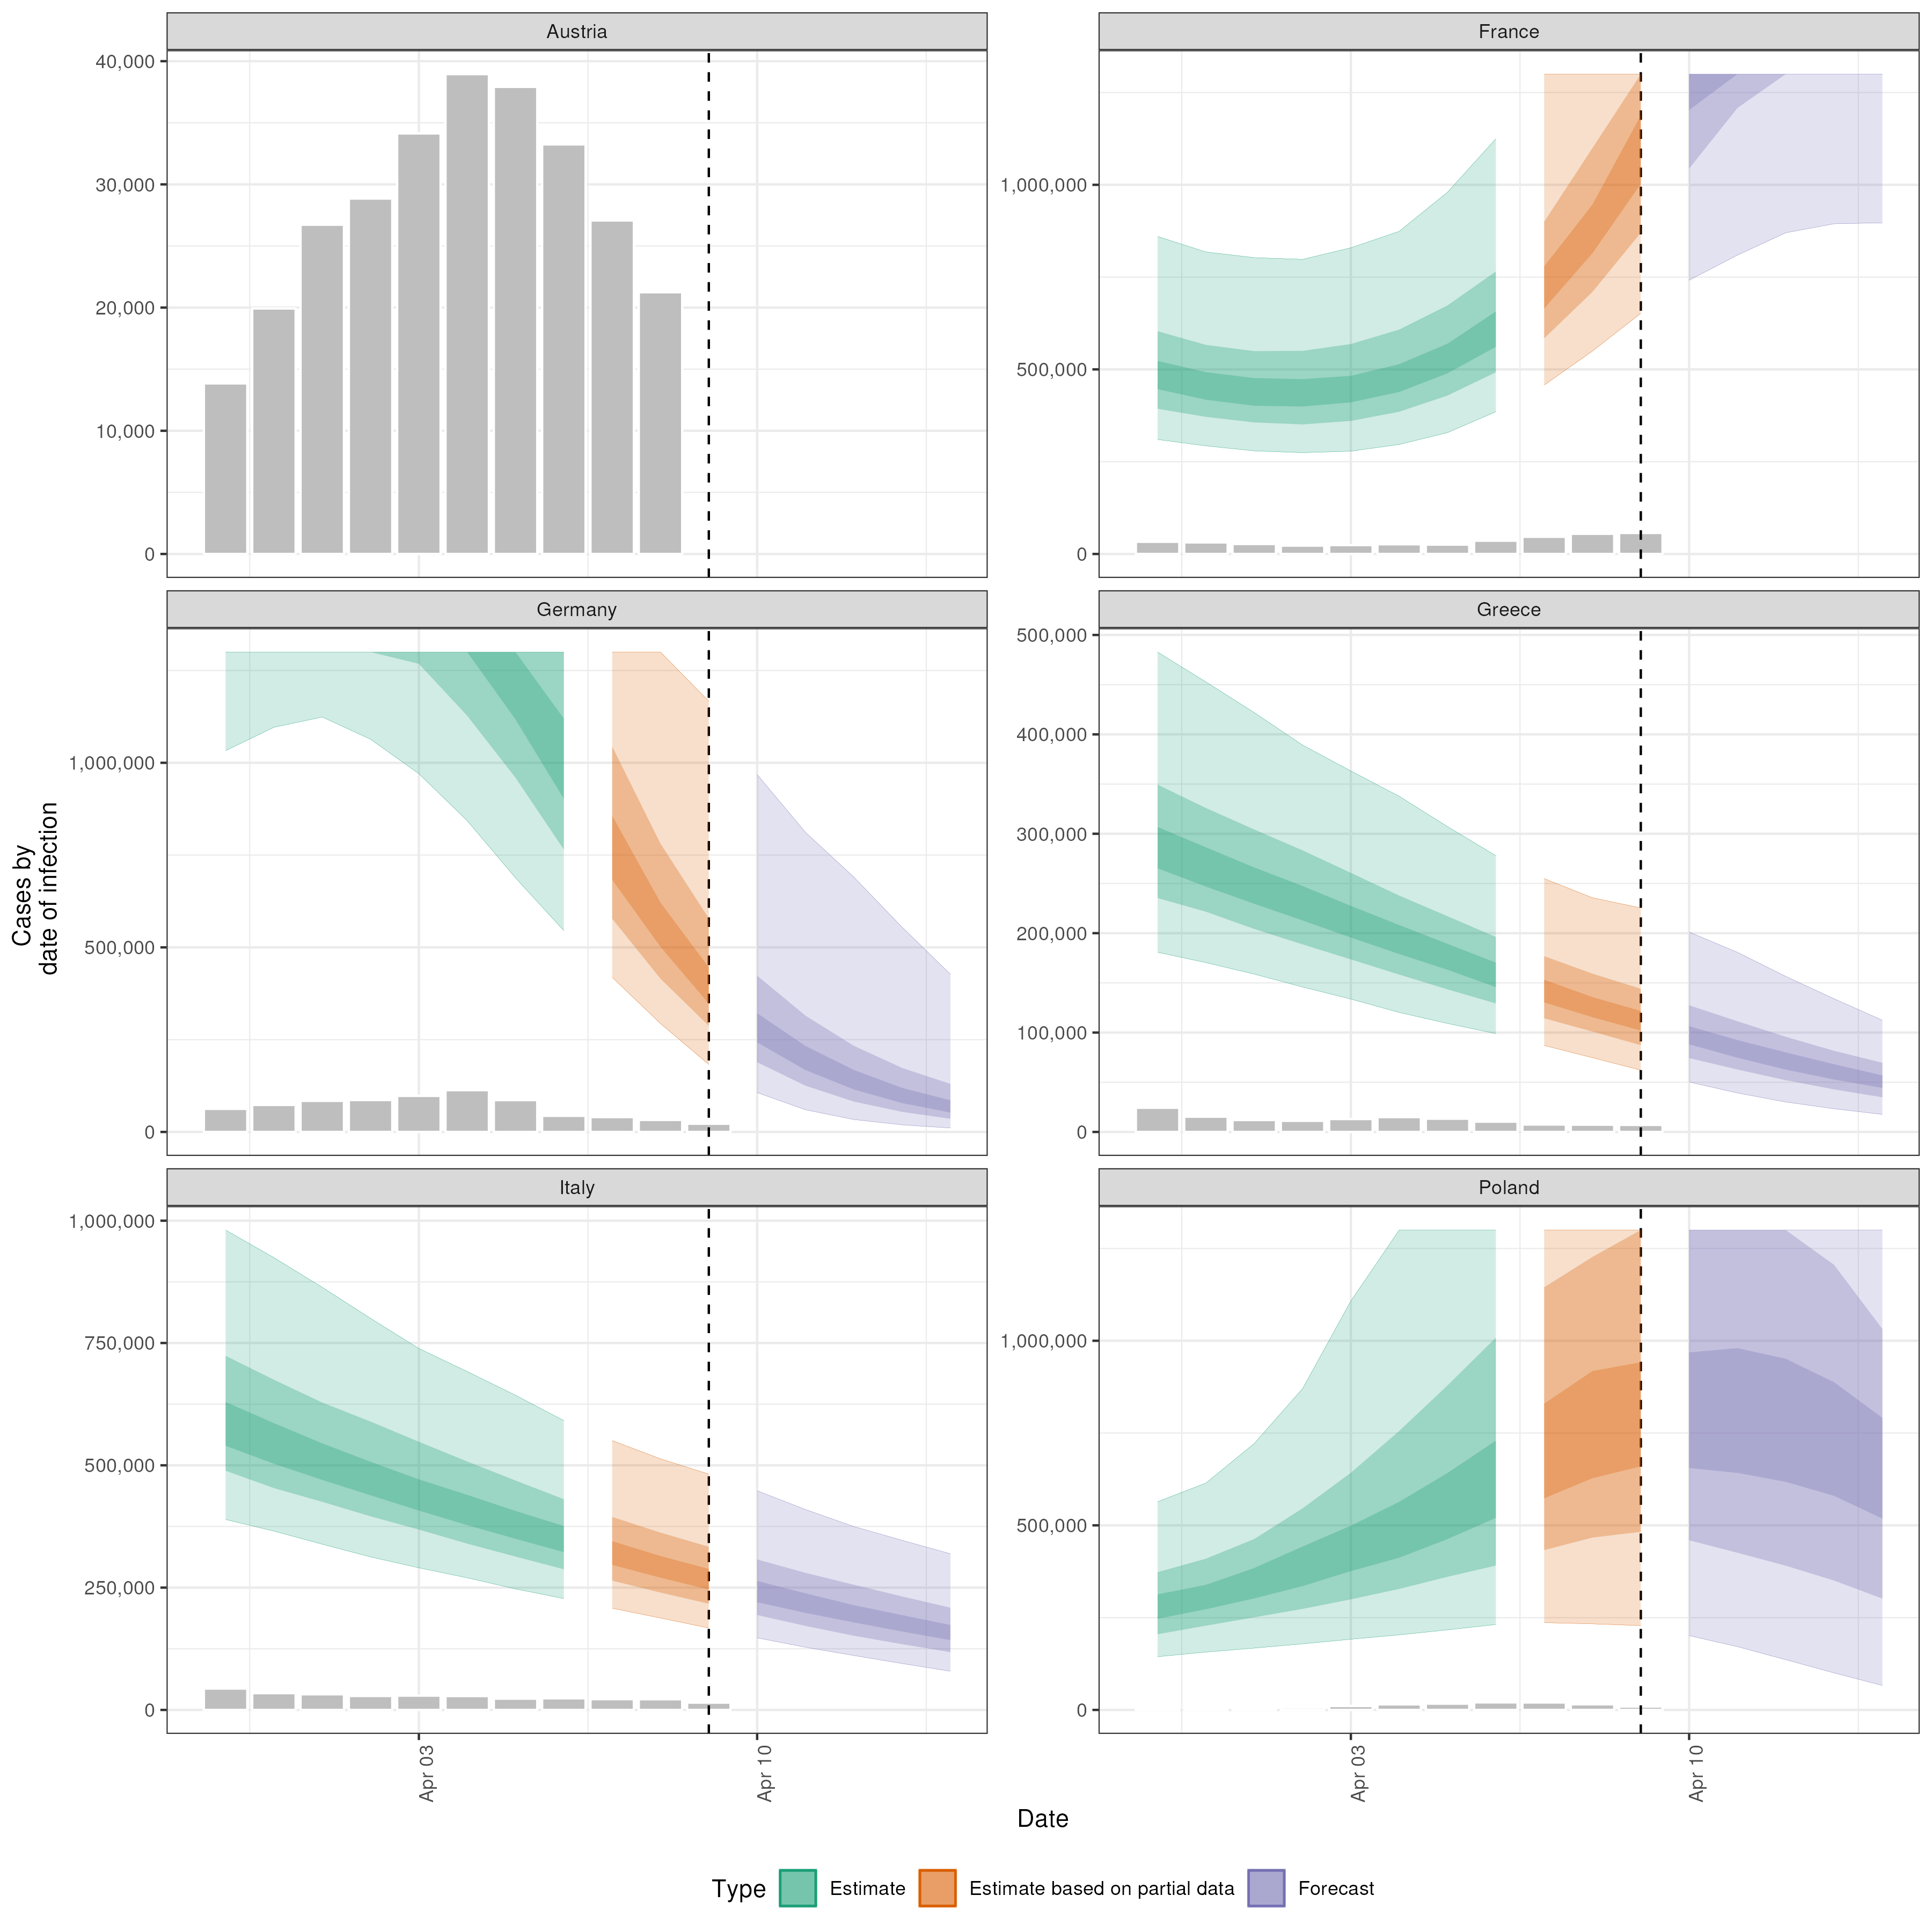 Austria
France
40,000
30,000
20,000
10,000
0
1,000,000
500,000
0
Germany
Greece
1,000,000
500,000
0
500,000
400,000
300,000
200,000
100,000
0
Cases by
date of infection
Italy
Poland
1,000,000
750,000
500,000
250,000
0
1,000,000
500,000
0
Apr 03
Apr 10
Apr 03
Apr 10
Date
Type Estimate Estimate based on partial data Forecast